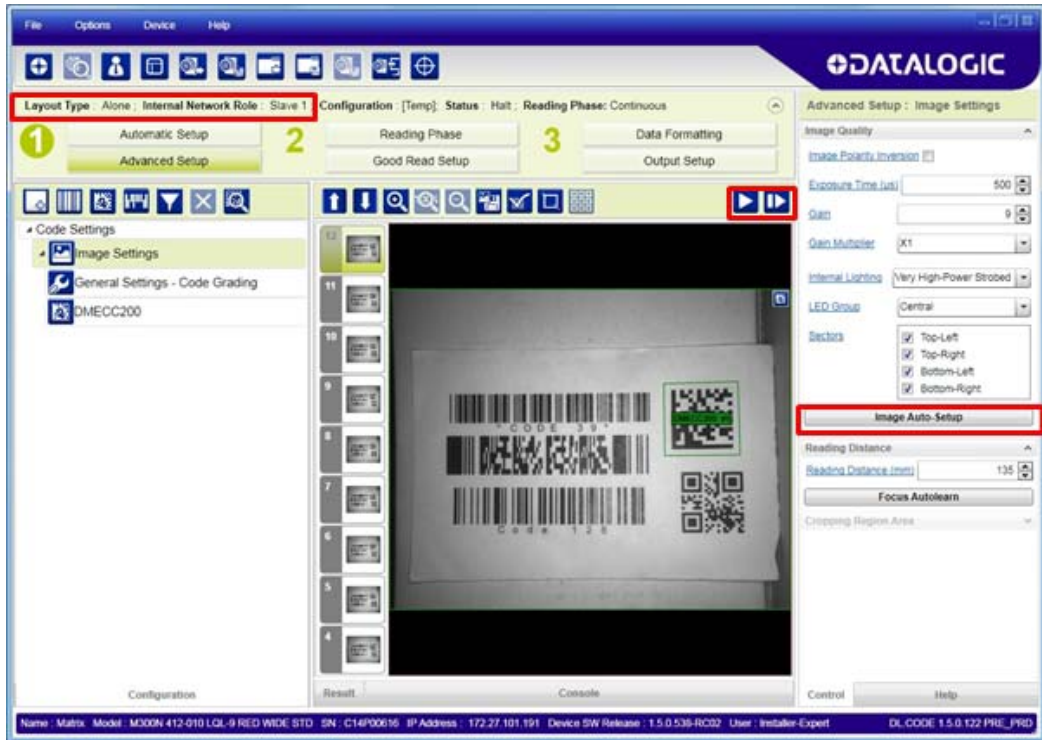 File Options Device Help
DATALOGIC
Layout Type : Alone ; Internal Network Role : Slave 1 ; Configuration : [Temp]; Status : Halt ; Reading Phase: Continuous
Advanced Setup : Image Settings
1 Automatic Setup 2 Reading Phase 3 Data Formatting
Advanced Setup Good Read Setup Output Setup
Image Quality
Image Polarity Inversion
Exposure Time (us) 500
Gain 9
Gain Multiplier X1
Internal Lighting Very High-Power Strobed
LED Group Central
Sectors Top-Left
Top-Right
Bottom-Left
Bottom-Right
Image Auto-Setup
Reading Distance
Reading Distance (mm) 135
Focus Autolearn
Cropping Region Area
Code Settings
Image Settings
General Settings - Code Grading
DMECC200
12
11
10
9
8
7
6
5
4
* CODE 39 *
Code 128
Configuration Result Console Control Help
Name : Matrix Model : M300N 412-010 LQL-9 RED WIDE STD SN : C14P00616 IP Address : 172.27.101.191 Device SW Release : 1.5.0.538-RC02 User : Installer-Expert DL.CODE 1.5.0.122 PRE_PRD